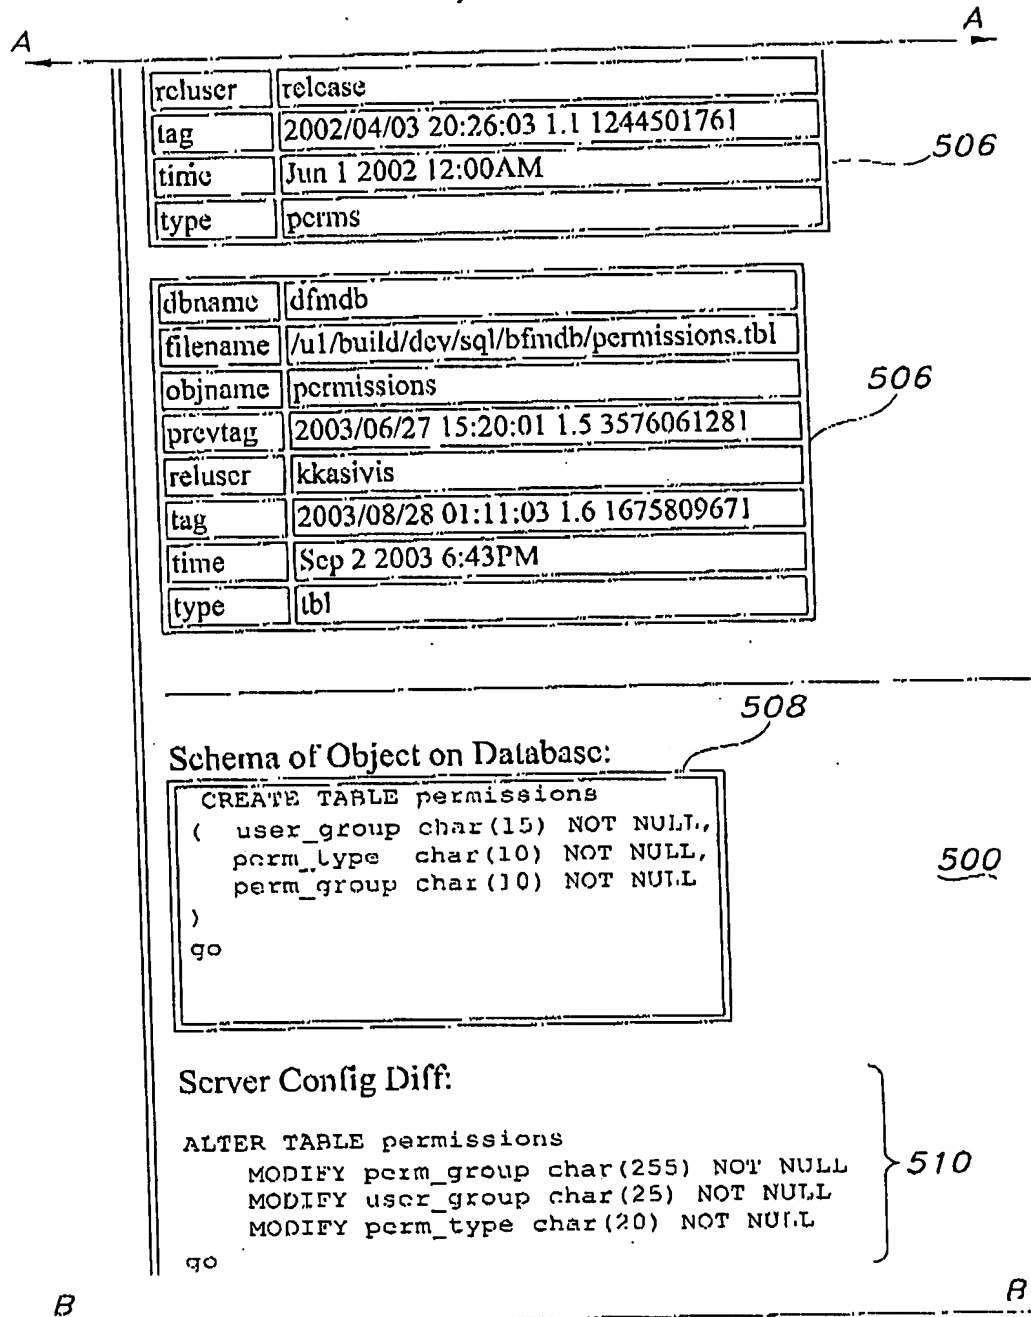 A A
reluser release
tag 2002/04/03 20:26:03 1.1 1244501761
506
time Jun 1 2002 12:00AM
type perms
dbname dfmdb
filename /u1/build/dev/sql/bfmdb/permissions.tbl
objname permissions
506
prevtag 2003/06/27 15:20:01 1.5 3576061281
reluser kkasivis
tag 2003/08/28 01:11:03 1.6 1675809671
time Sep 2 2003 6:43PM
type tbl
508
Schema of Object on Database:
CREATE TABLE permissions
( user_group char(15) NOT NULL,
perm_type char(10) NOT NULL,
perm_group char(10) NOT NULL
)
go
500
Server Config Diff:
ALTER TABLE permissions
MODIFY perm_group char(255) NOT NULL
MODIFY user_group char(25) NOT NULL
MODIFY perm_type char(20) NOT NULL
go
510
B B